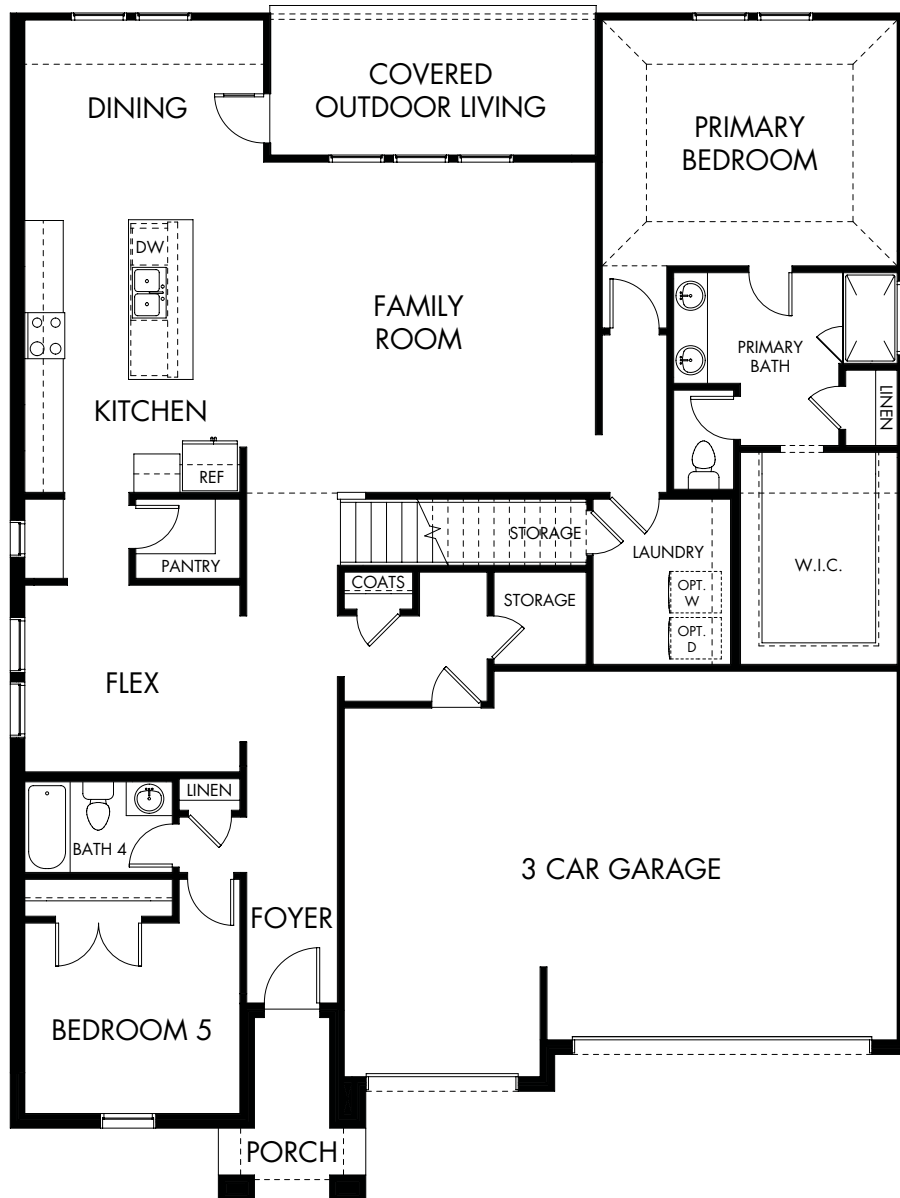 COVERED
OUTDOOR LIVING
DINING
PRIMARY
BEDROOM
DW
FAMILY
ROOM
PRIMARY
BATH
LINEN
KITCHEN
REF
PANTRY
STORAGE
LAUNDRY
W.I.C.
COATS
STORAGE
OPT.
W
OPT.
D
FLEX
LINEN
BATH 4
3 CAR GARAGE
FOYER
BEDROOM 5
PORCH